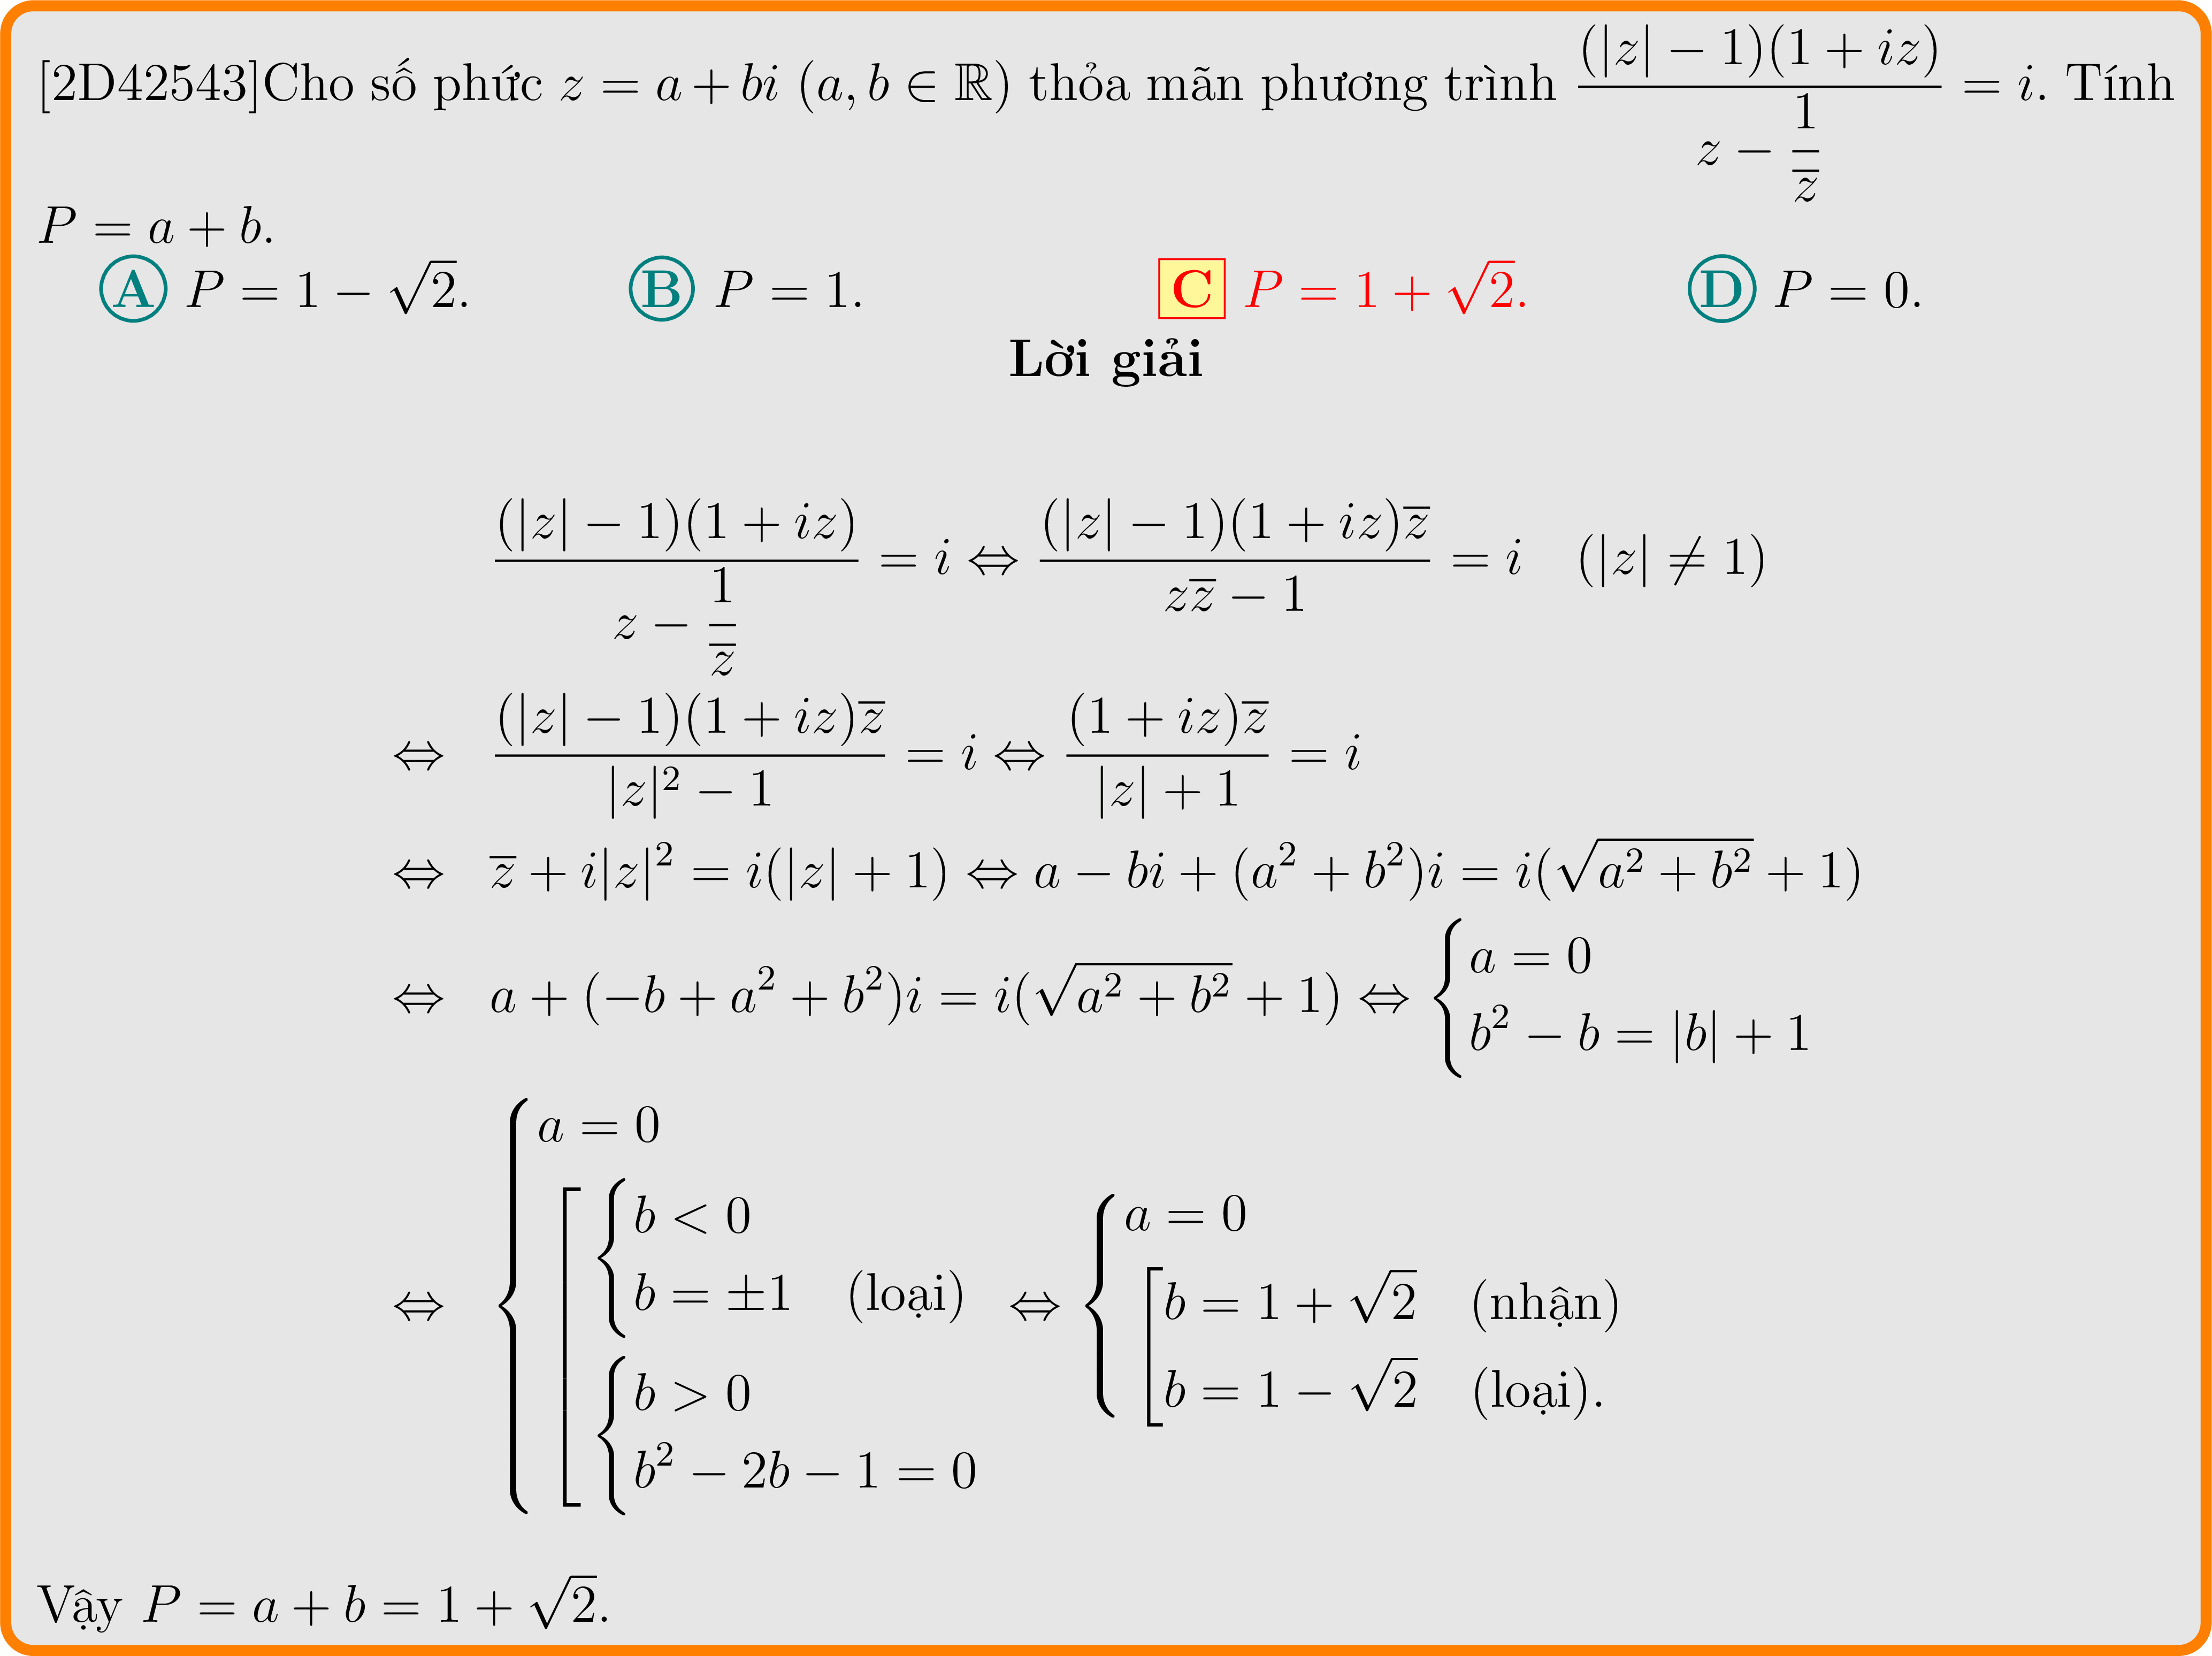 [2D42543]Cho số phức $z = a + bi$ $(a, b \in \mathbb{R})$ thỏa mãn phương trình $\dfrac{(|z| - 1)(1 + iz)}{z - \dfrac{1}{\overline{z}}} = i$. Tính
$P = a + b$.
A $P = 1 - \sqrt{2}$. B $P = 1$. C $P = 1 + \sqrt{2}$. D $P = 0$.
Lời giải
$\dfrac{(|z| - 1)(1 + iz)}{z - \dfrac{1}{\overline{z}}} = i \Leftrightarrow \dfrac{(|z| - 1)(1 + iz)\overline{z}}{z\overline{z} - 1} = i \quad (|z| \neq 1)$
$\Leftrightarrow \dfrac{(|z| - 1)(1 + iz)\overline{z}}{|z|^2 - 1} = i \Leftrightarrow \dfrac{(1 + iz)\overline{z}}{|z| + 1} = i$
$\Leftrightarrow \overline{z} + i|z|^2 = i(|z| + 1) \Leftrightarrow a - bi + (a^2 + b^2)i = i(\sqrt{a^2 + b^2} + 1)$
$\Leftrightarrow a + (-b + a^2 + b^2)i = i(\sqrt{a^2 + b^2} + 1) \Leftrightarrow \begin{cases} a = 0 \\ b^2 - b = |b| + 1 \end{cases}$
$\Leftrightarrow \begin{cases} a = 0 \\ \left[\begin{array}{l} \begin{cases} b < 0 \\ b = \pm 1 \quad \text{(loại)} \end{cases} \\ \begin{cases} b > 0 \\ b^2 - 2b - 1 = 0 \end{cases} \end{array}\right. \end{cases} \Leftrightarrow \begin{cases} a = 0 \\ \left[\begin{array}{l} b = 1 + \sqrt{2} \quad \text{(nhận)} \\ b = 1 - \sqrt{2} \quad \text{(loại)}. \end{array}\right. \end{cases}$
Vậy $P = a + b = 1 + \sqrt{2}$.